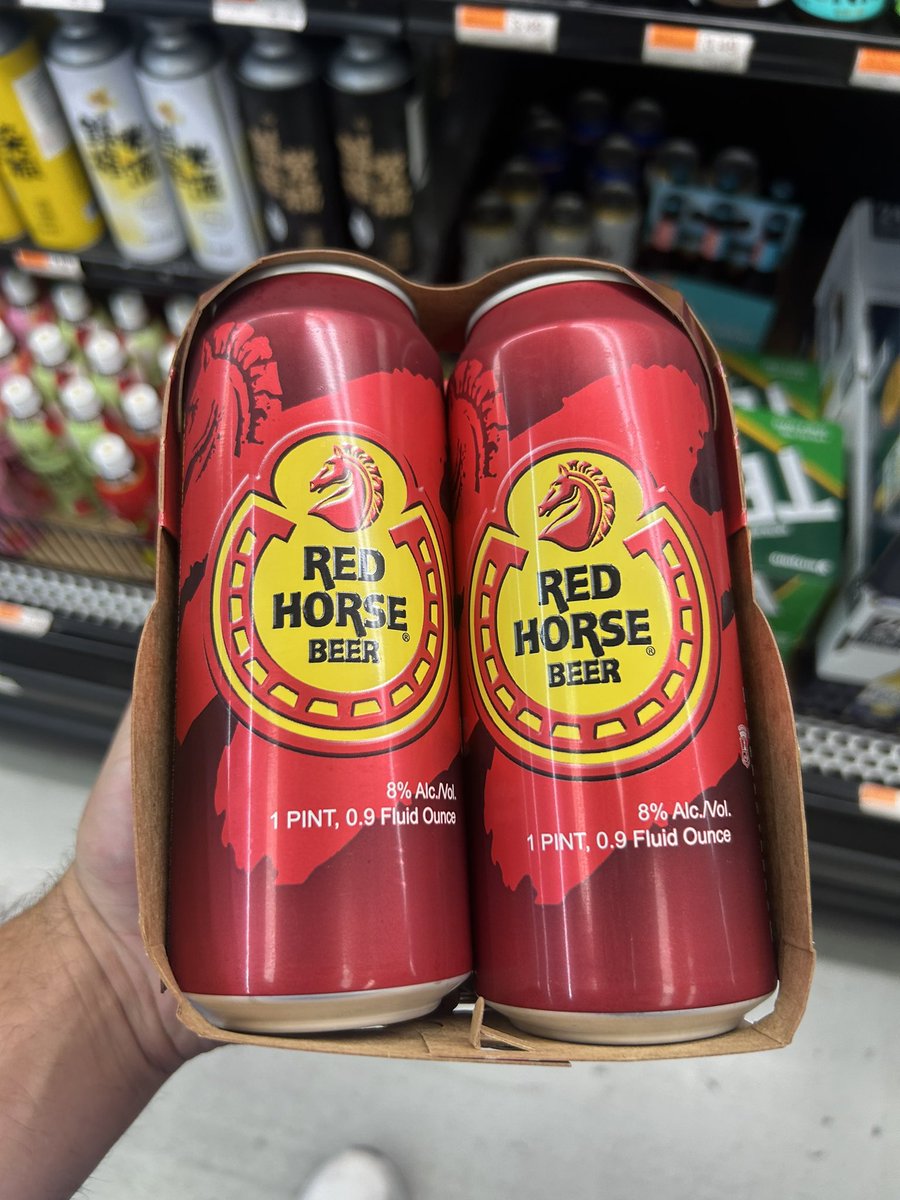 RED
HORSE®
BEER
8% Alc./Vol.
1 PINT, 0.9 Fluid Ounce
RED
HORSE®
BEER
8% Alc./Vol.
1 PINT, 0.9 Fluid Ounce